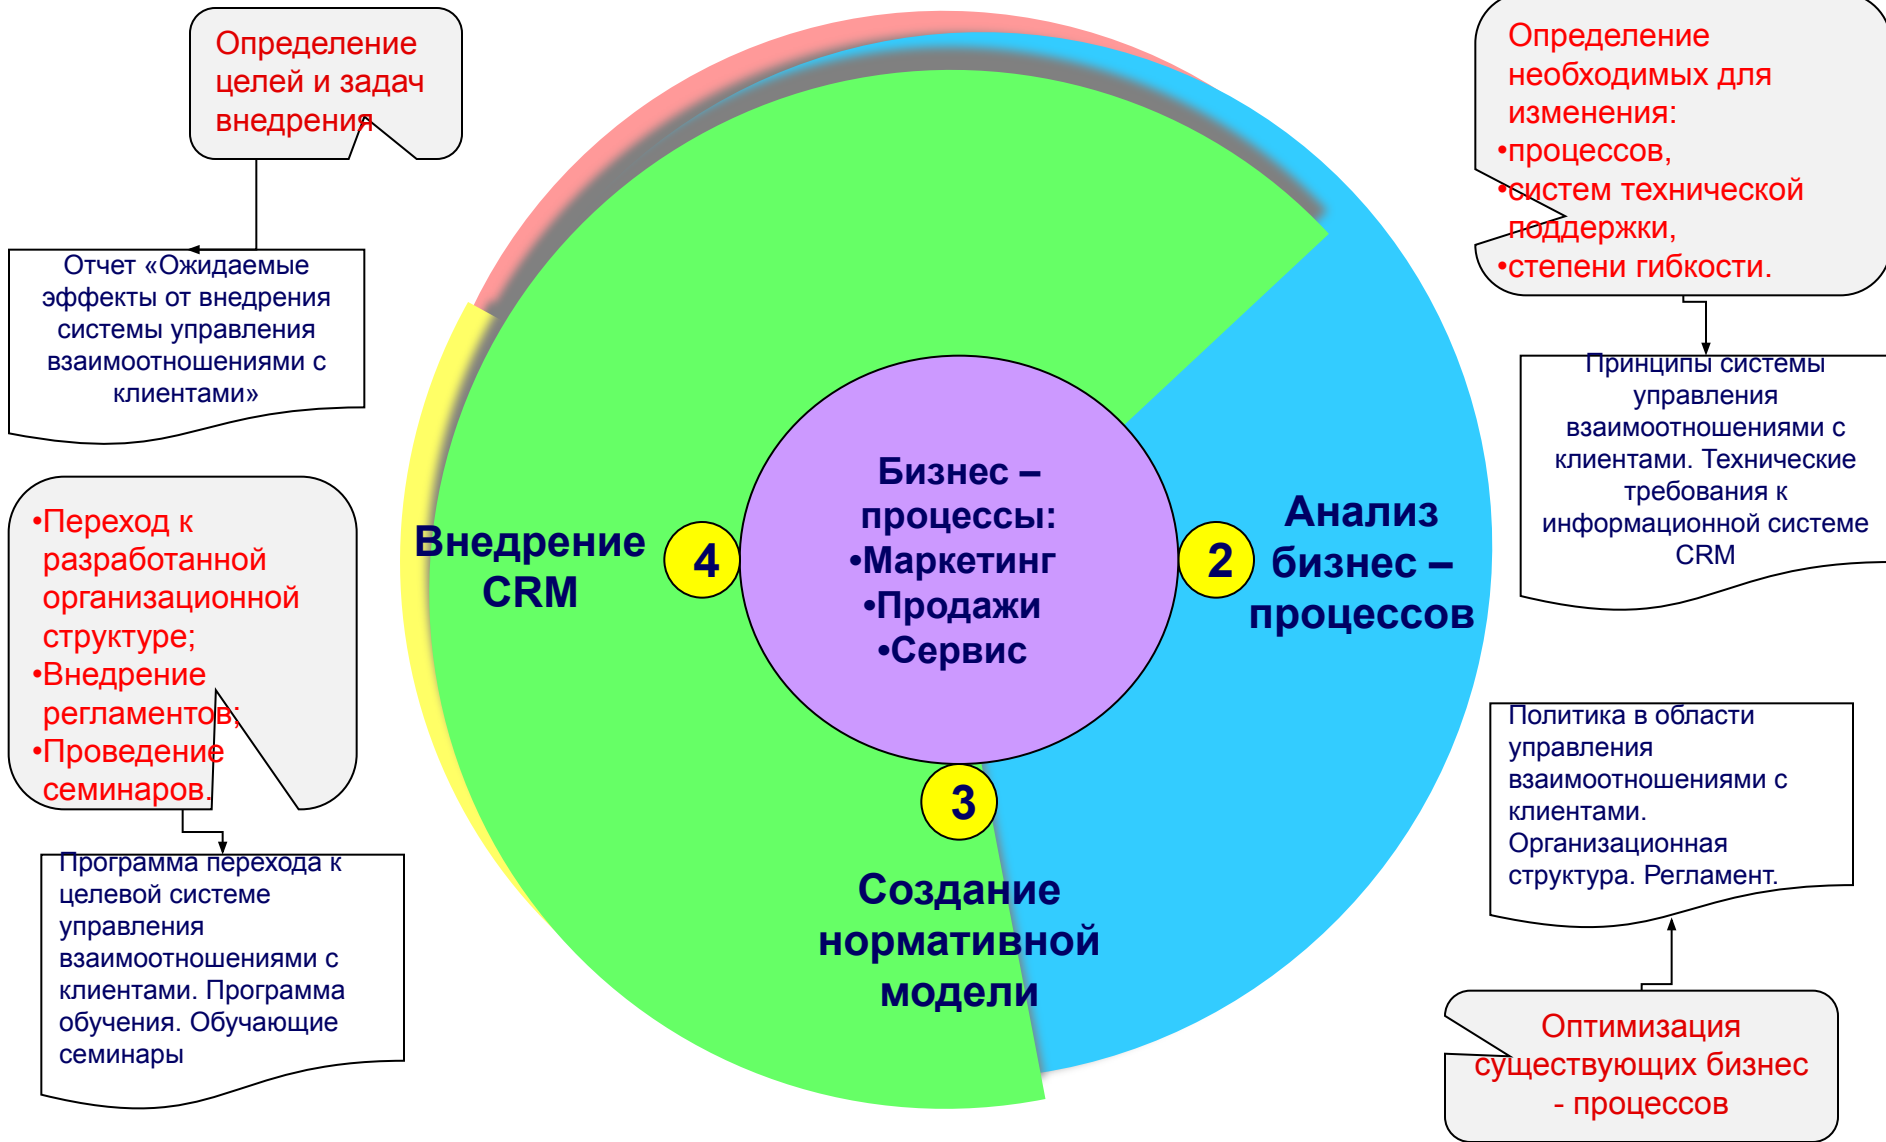 Определение
целей и задач
внедрения
Отчет «Ожидаемые
эффекты от внедрения
системы управления
взаимоотношениями с
клиентами»
•Переход к
разработанной
организационной
структуре;
•Внедрение
регламентов;
•Проведение
семинаров.
Программа перехода к
целевой системе
управления
взаимоотношениями с
клиентами. Программа
обучения. Обучающие
семинары
Внедрение
CRM
4
Бизнес –
процессы:
•Маркетинг
•Продажи
•Сервис
2
Анализ
бизнес –
процессов
3
Создание
нормативной
модели
Определение
необходимых для
изменения:
•процессов,
•систем технической
поддержки,
•степени гибкости.
Принципы системы
управления
взаимоотношениями с
клиентами. Технические
требования к
информационной системе
CRM
Политика в области
управления
взаимоотношениями с
клиентами.
Организационная
структура. Регламент.
Оптимизация
существующих бизнес
- процессов